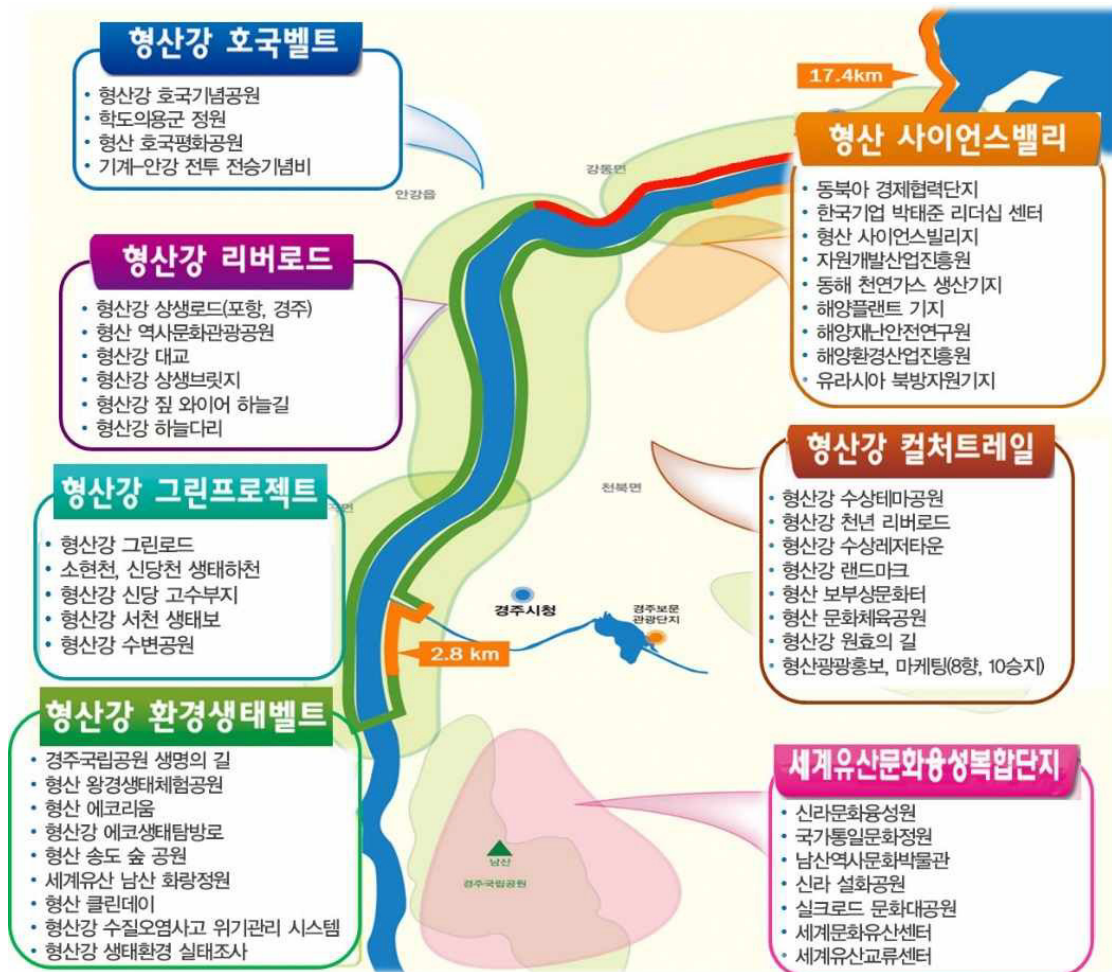 형산강 호국벨트
• 형산강 호국기념공원
• 학도의용군 정원
• 형산 호국평화공원
• 기계-안강 전투 전승기념비
17.4km
형산 사이언스밸리
• 동북아 경제협력단지
• 한국기업 박태준 리더십 센터
• 형산 사이언스빌리지
• 자원개발산업진흥원
• 동해 천연가스 생산기지
• 해양플랜트 기지
• 해양재난안전연구원
• 해양환경산업진흥원
• 유라시아 북방자원기지
안강읍
강동면
형산강 리버로드
• 형산강 상생로드(포항, 경주)
• 형산 역사문화관광공원
• 형산강 대교
• 형산강 상생브릿지
• 형산강 짚 와이어 하늘길
• 형산강 하늘다리
형산강 컬처트레일
• 형산강 수상테마공원
• 형산강 천년 리버로드
• 형산강 수상레저타운
• 형산강 랜드마크
• 형산 보부상문화터
• 형산 문화체육공원
• 형산강 원효의 길
• 형산광광홍보, 마케팅(8향, 10승지)
천북면
형산강 그린프로젝트
• 형산강 그린로드
• 소현천, 신당천 생태하천
• 형산강 신당 고수부지
• 형산강 서천 생태보
• 형산강 수변공원
경주시청
경주보문
관광단지
2.8 km
형산강 환경생태벨트
• 경주국립공원 생명의 길
• 형산 왕경생태체험공원
• 형산 에코리움
• 형산강 에코생태탐방로
• 형산 송도 숲 공원
• 세계유산 남산 화랑정원
• 형산 클린데이
• 형산강 수질오염사고 위기관리 시스템
• 형산강 생태환경 실태조사
세계유산문화융성복합단지
• 신라문화융성원
• 국가통일문화정원
• 남산역사문화박물관
• 신라 설화공원
• 실크로드 문화대공원
• 세계문화유산센터
• 세계유산교류센터
남산
경주국립공원